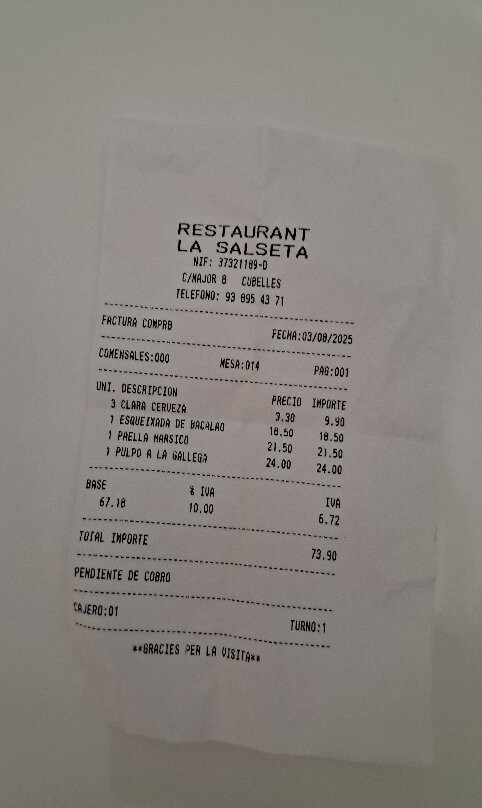 RESTAURANT
LA SALSETA
NIF: 37321189-D
C/MAJOR 8 CUBELLES
TELEFONO: 93 895 43 71
FACTURA COMPRB FECHA:03/08/2025
COMENSALES:000 MESA:014 PAG:001
UNI. DESCRIPCION PRECIO IMPORTE
3 CLARA CERVEZA 3.30 9.90
1 ESQUEIXADA DE BACALAO 18.50 18.50
1 PAELLA MARSICO 21.50 21.50
1 PULPO A LA GALLEGA 24.00 24.00
BASE % IVA IVA
67.18 10.00 6.72
TOTAL IMPORTE 73.90
PENDIENTE DE COBRO
CAJERO:01 TURNO:1
**GRACIES PER LA VISITA**